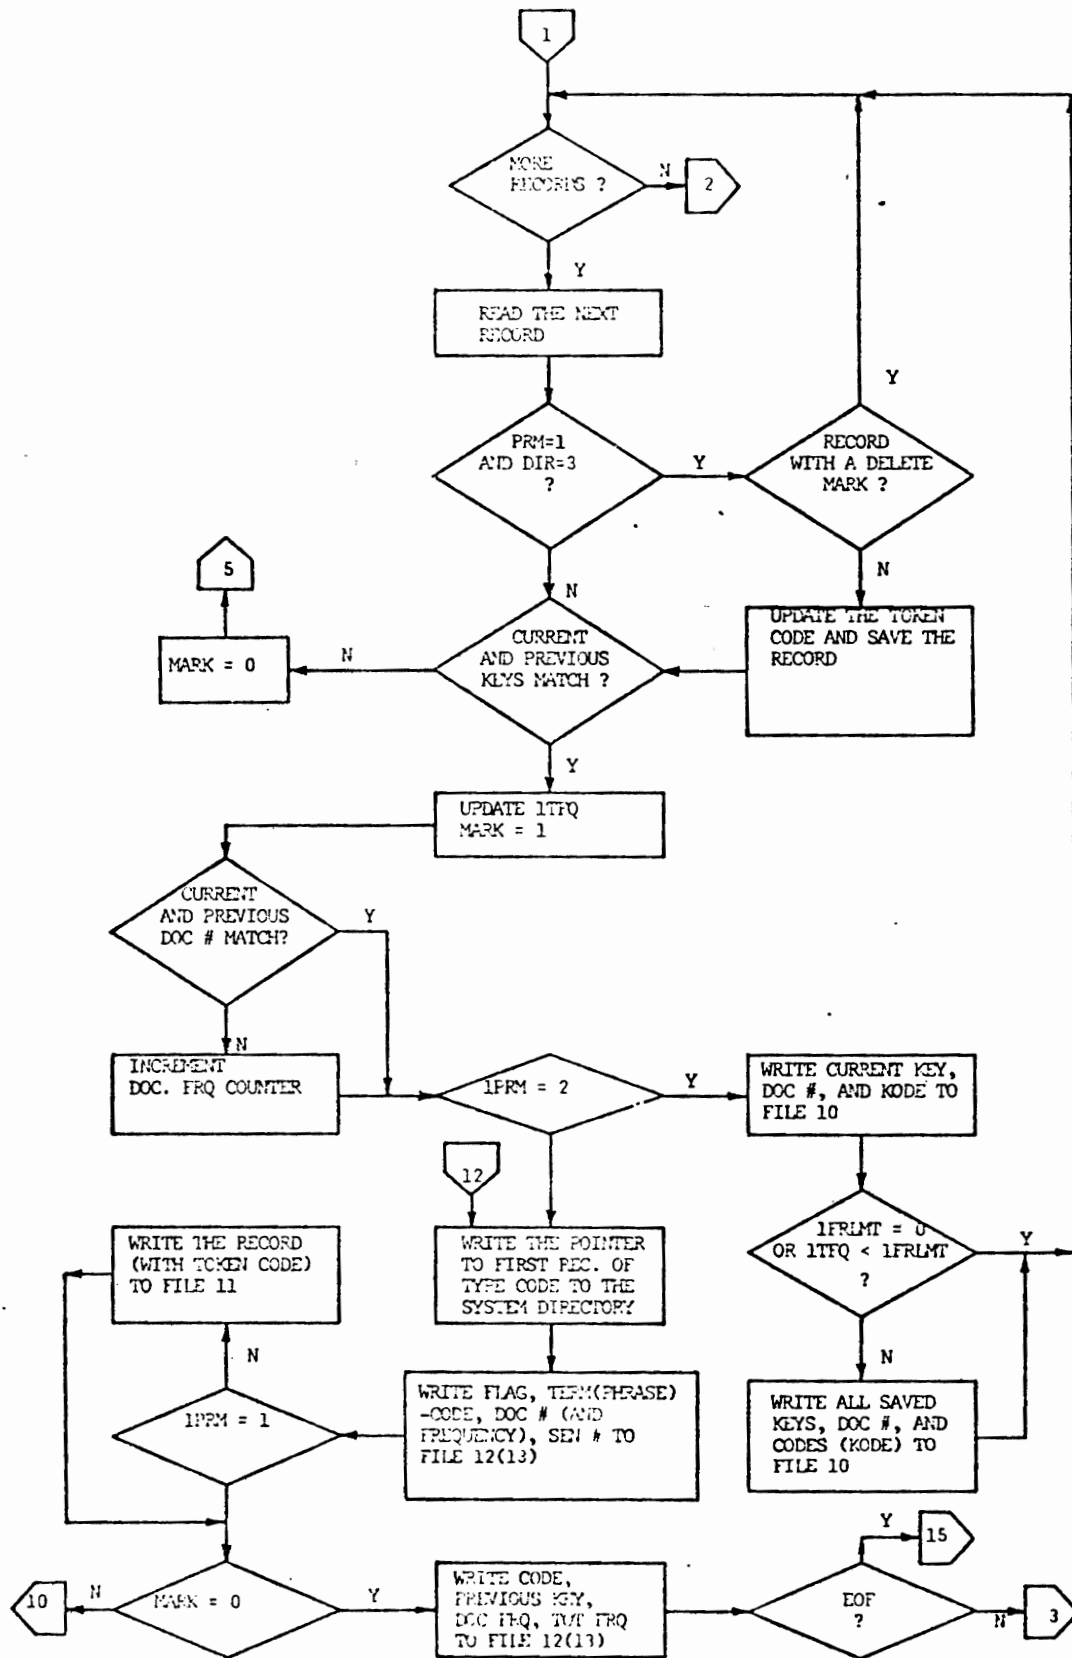 1
MORE
RECORDS ?
N
2
Y
READ THE NEXT
RECORD
Y
PRM=1
AND DIR=3
?
Y
RECORD
WITH A DELETE
MARK ?
5
N
N
UPDATE THE TOKEN
CODE AND SAVE THE
RECORD
CURRENT
AND PREVIOUS
KEYS MATCH ?
N
MARK = 0
Y
UPDATE 1TFQ
MARK = 1
CURRENT
AND PREVIOUS
DOC # MATCH?
Y
N
INCREMENT
DOC. FRQ COUNTER
1PRM = 2
Y
WRITE CURRENT KEY,
DOC #, AND KODE TO
FILE 10
12
1FRLMT = 0
OR 1TFQ < 1FRLMT
?
Y
WRITE THE RECORD
(WITH TOKEN CODE)
TO FILE 11
WRITE THE POINTER
TO FIRST REC. OF
TYPE CODE TO THE
SYSTEM DIRECTORY
N
N
1PRM = 1
WRITE FLAG, TERM(PHRASE)
-CODE, DOC # (AND
FREQUENCY), SEN # TO
FILE 12(13)
WRITE ALL SAVED
KEYS, DOC #, AND
CODES (KODE) TO
FILE 10
Y
15
10
N
MARK = 0
Y
WRITE CODE,
PREVIOUS KEY,
DOC FRQ, TOT FRQ
TO FILE 12(13)
EOF
?
N
3